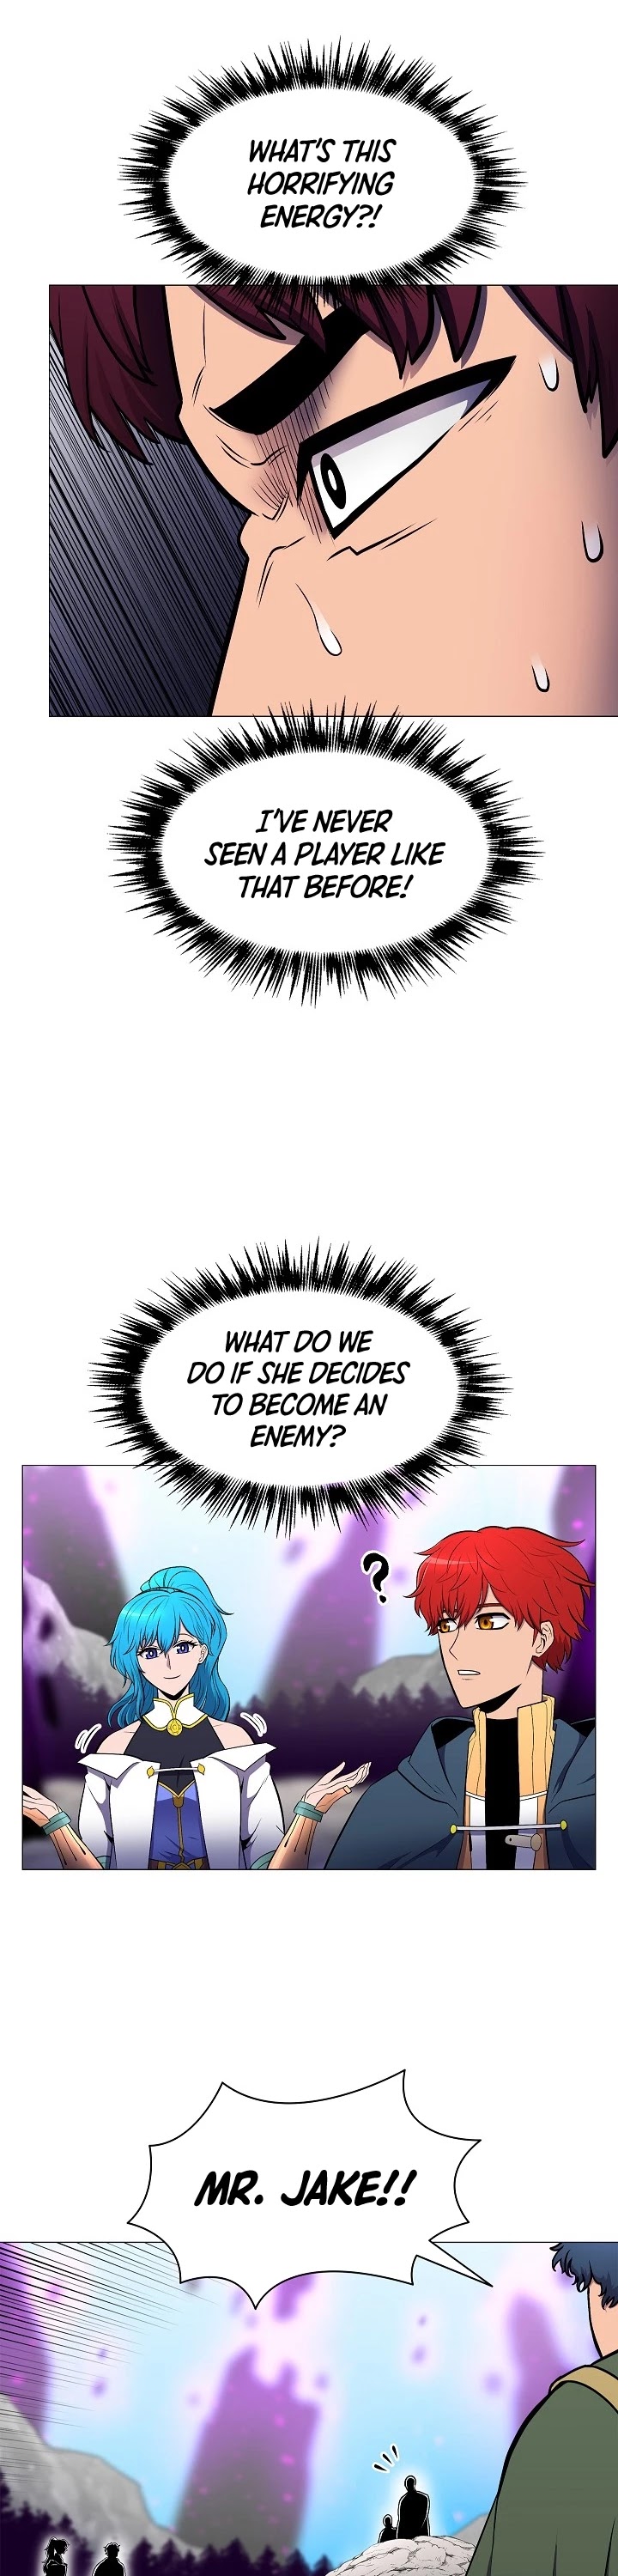 WHAT'S THIS
HORRIFYING
ENERGY?!
I'VE NEVER
SEEN A PLAYER LIKE
THAT BEFORE!
WHAT DO WE
DO IF SHE DECIDES
TO BECOME AN
ENEMY?
?
MR. JAKE!!